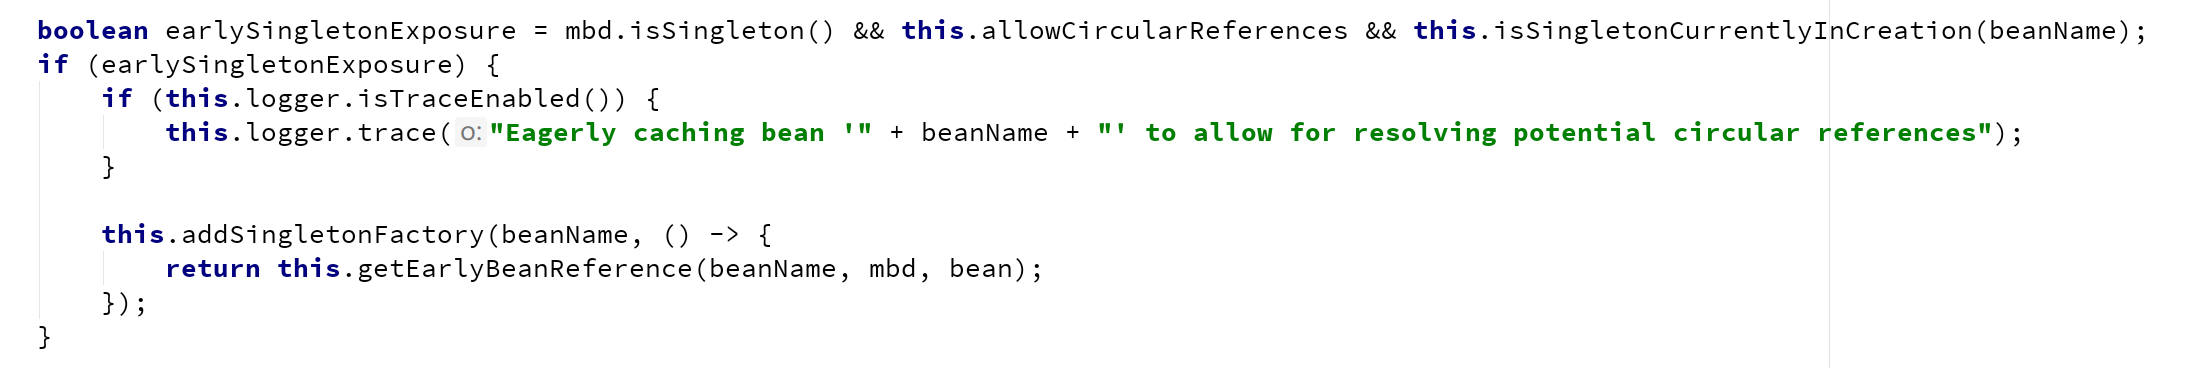 boolean earlySingletonExposure = mbd.isSingleton() && this.allowCircularReferences && this.isSingletonCurrentlyInCreation(beanName);
if (earlySingletonExposure) {
    if (this.logger.isTraceEnabled()) {
        this.logger.trace( o: "Eagerly caching bean '" + beanName + "' to allow for resolving potential circular references");
    }

    this.addSingletonFactory(beanName, () -> {
        return this.getEarlyBeanReference(beanName, mbd, bean);
    });
}